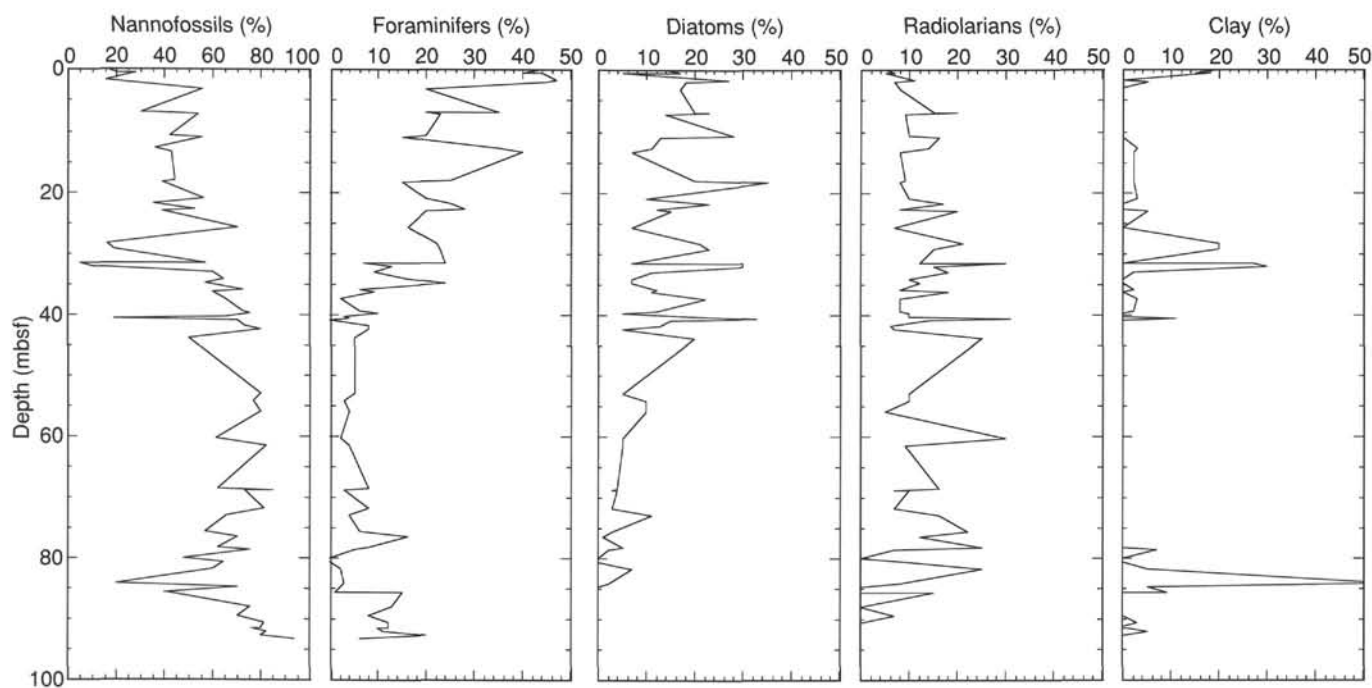 Nannofossils (%) Foraminifers (%) Diatoms (%) Radiolarians (%) Clay (%)
0 20 40 60 80 100 0 10 20 30 40 50 0 10 20 30 40 50 0 10 20 30 40 50 0 10 20 30 40 50
0
20
40
60
80
100
Depth (mbsf)